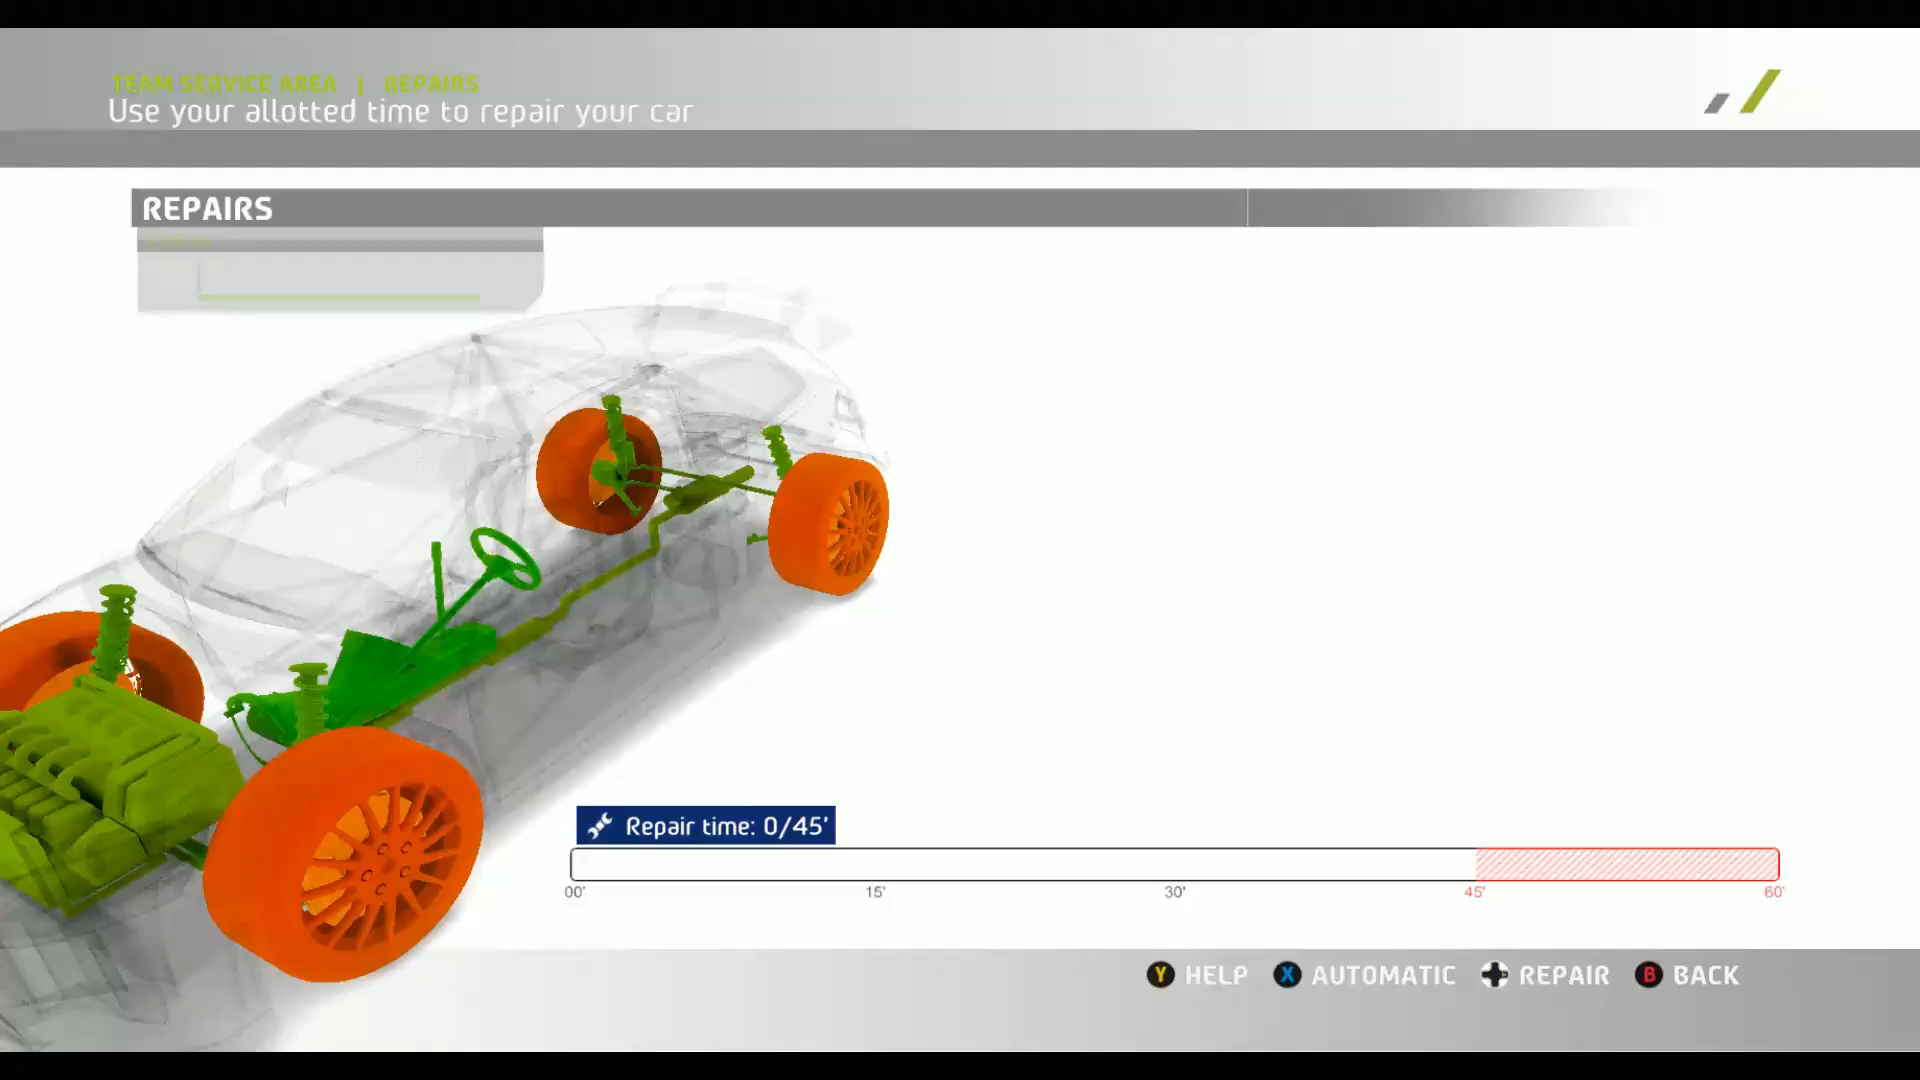 TEAM SERVICE AREA | REPAIRS
Use your allotted time to repair your car
REPAIRS
Repair time: 0/45'
00' 15' 30' 45' 60'
Y HELP X AUTOMATIC REPAIR B BACK